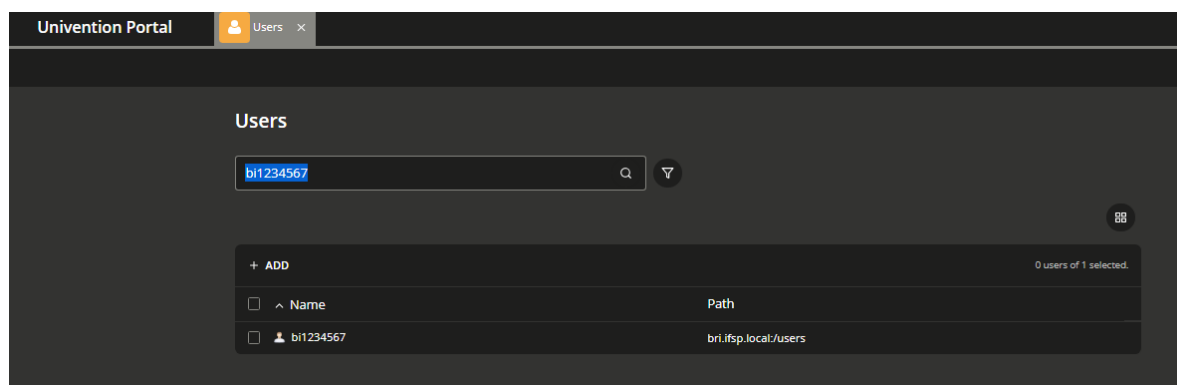 Univention Portal
Users ×
Users
bi1234567
+ ADD
0 users of 1 selected.
Name Path
bi1234567 bri.ifsp.local:/users